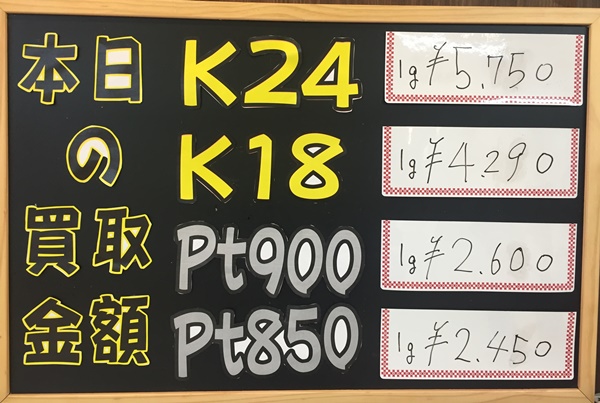 本日
の
買取
金額
K24 1g ¥5.750
K18 1g ¥4.290
Pt900 1g ¥2.600
Pt850 1g ¥2.450